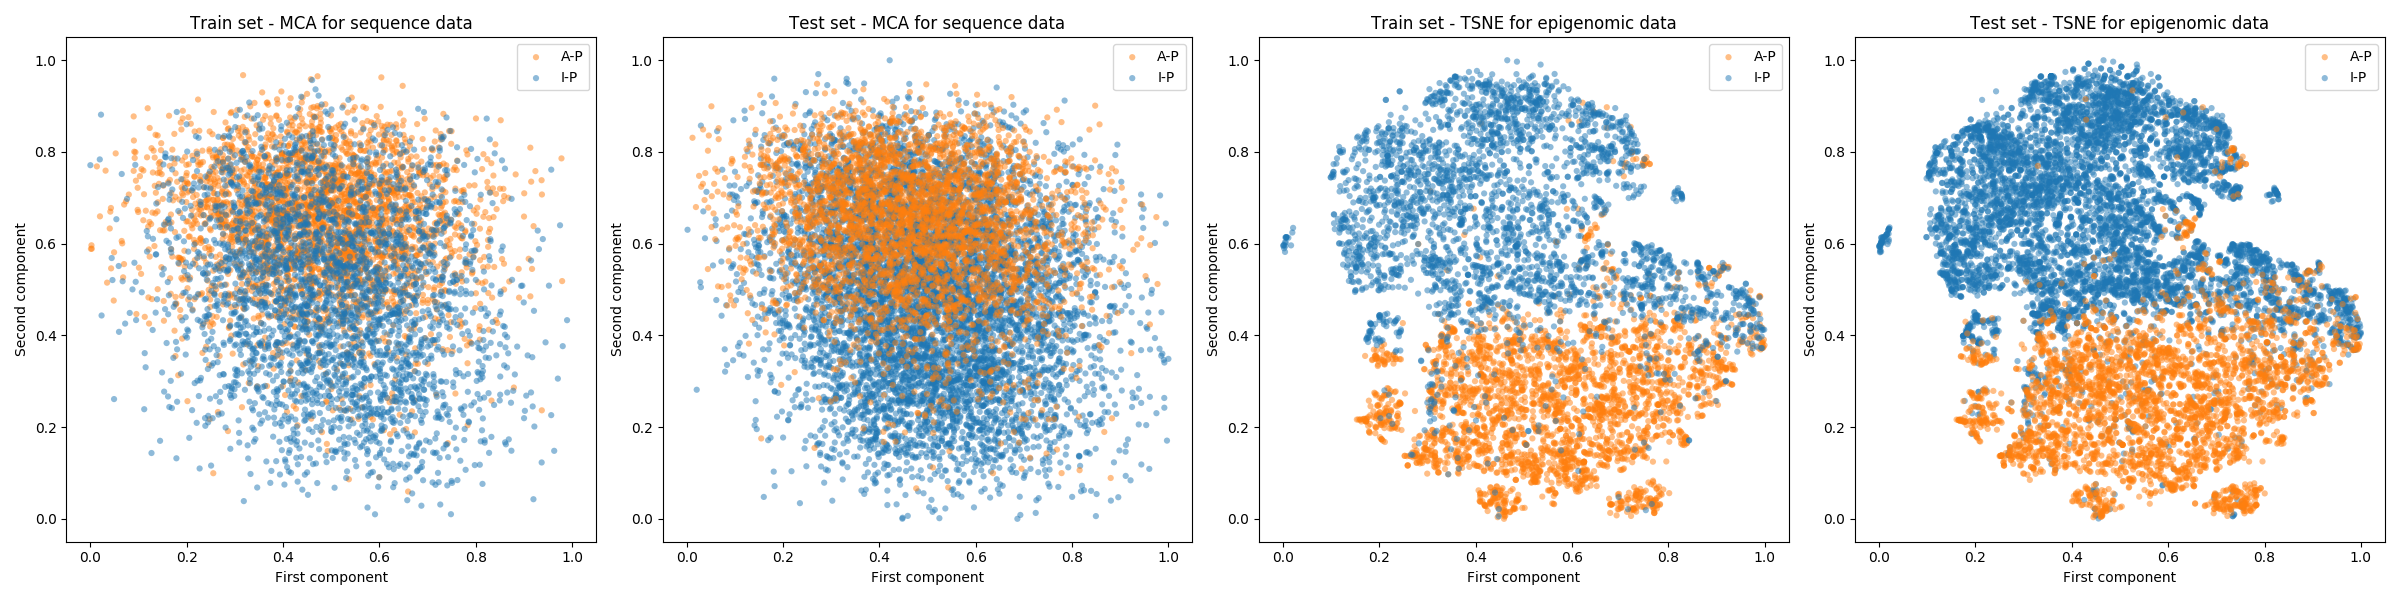 Train set - MCA for sequence data
A-P
I-P
1.0
0.8
0.6
0.4
0.2
0.0
Second component
0.0 0.2 0.4 0.6 0.8 1.0
First component
Test set - MCA for sequence data
A-P
I-P
1.0
0.8
0.6
0.4
0.2
0.0
Second component
0.0 0.2 0.4 0.6 0.8 1.0
First component
Train set - TSNE for epigenomic data
A-P
I-P
1.0
0.8
0.6
0.4
0.2
0.0
Second component
0.0 0.2 0.4 0.6 0.8 1.0
First component
Test set - TSNE for epigenomic data
A-P
I-P
1.0
0.8
0.6
0.4
0.2
0.0
Second component
0.0 0.2 0.4 0.6 0.8 1.0
First component